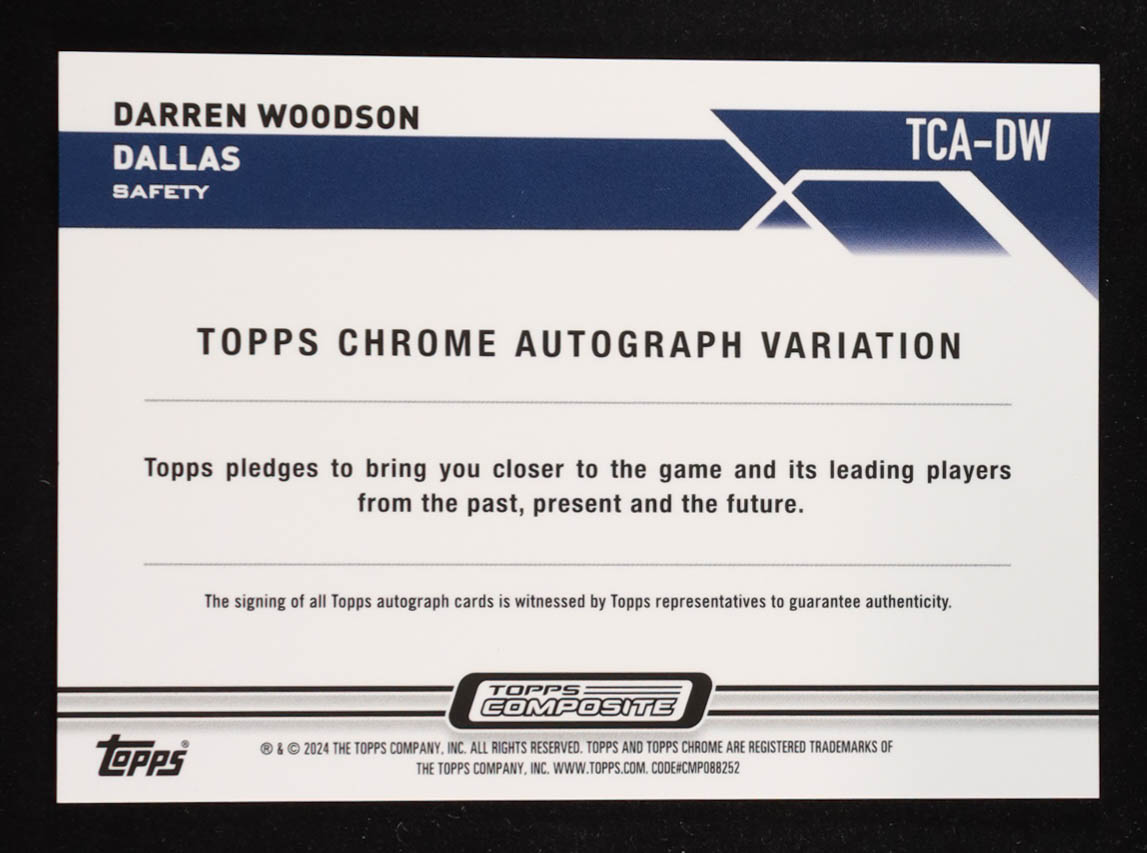 DARREN WOODSON
DALLAS
SAFETY
TCA-DW
TOPPS CHROME AUTOGRAPH VARIATION
Topps pledges to bring you closer to the game and its leading players
from the past, present and the future.
The signing of all Topps autograph cards is witnessed by Topps representatives to guarantee authenticity.
TOPPS
COMPOSITE
topps®
® & © 2024 THE TOPPS COMPANY, INC. ALL RIGHTS RESERVED. TOPPS AND TOPPS CHROME ARE REGISTERED TRADEMARKS OF
THE TOPPS COMPANY, INC. WWW.TOPPS.COM. CODE#CMP088252